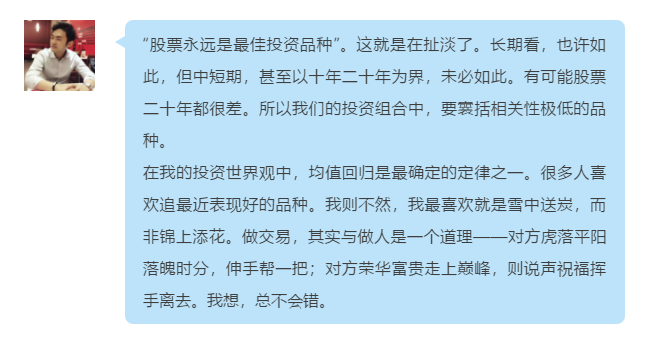 “股票永远是最佳投资品种”。这就是在扯淡了。长期看，也许如
此，但中短期，甚至以十年二十年为界，未必如此。有可能股票
二十年都很差。所以我们的投资组合中，要寰括相关性极低的品
种。
在我的投资世界观中，均值回归是最确定的定律之一。很多人喜
欢追最近表现好的品种。我则不然，我最喜欢就是雪中送炭，而
非锦上添花。做交易，其实与做人是一个道理——对方虎落平阳
落魄时分，伸手帮一把；对方荣华富贵走上巅峰，则说声祝福挥
手离去。我想，总不会错。